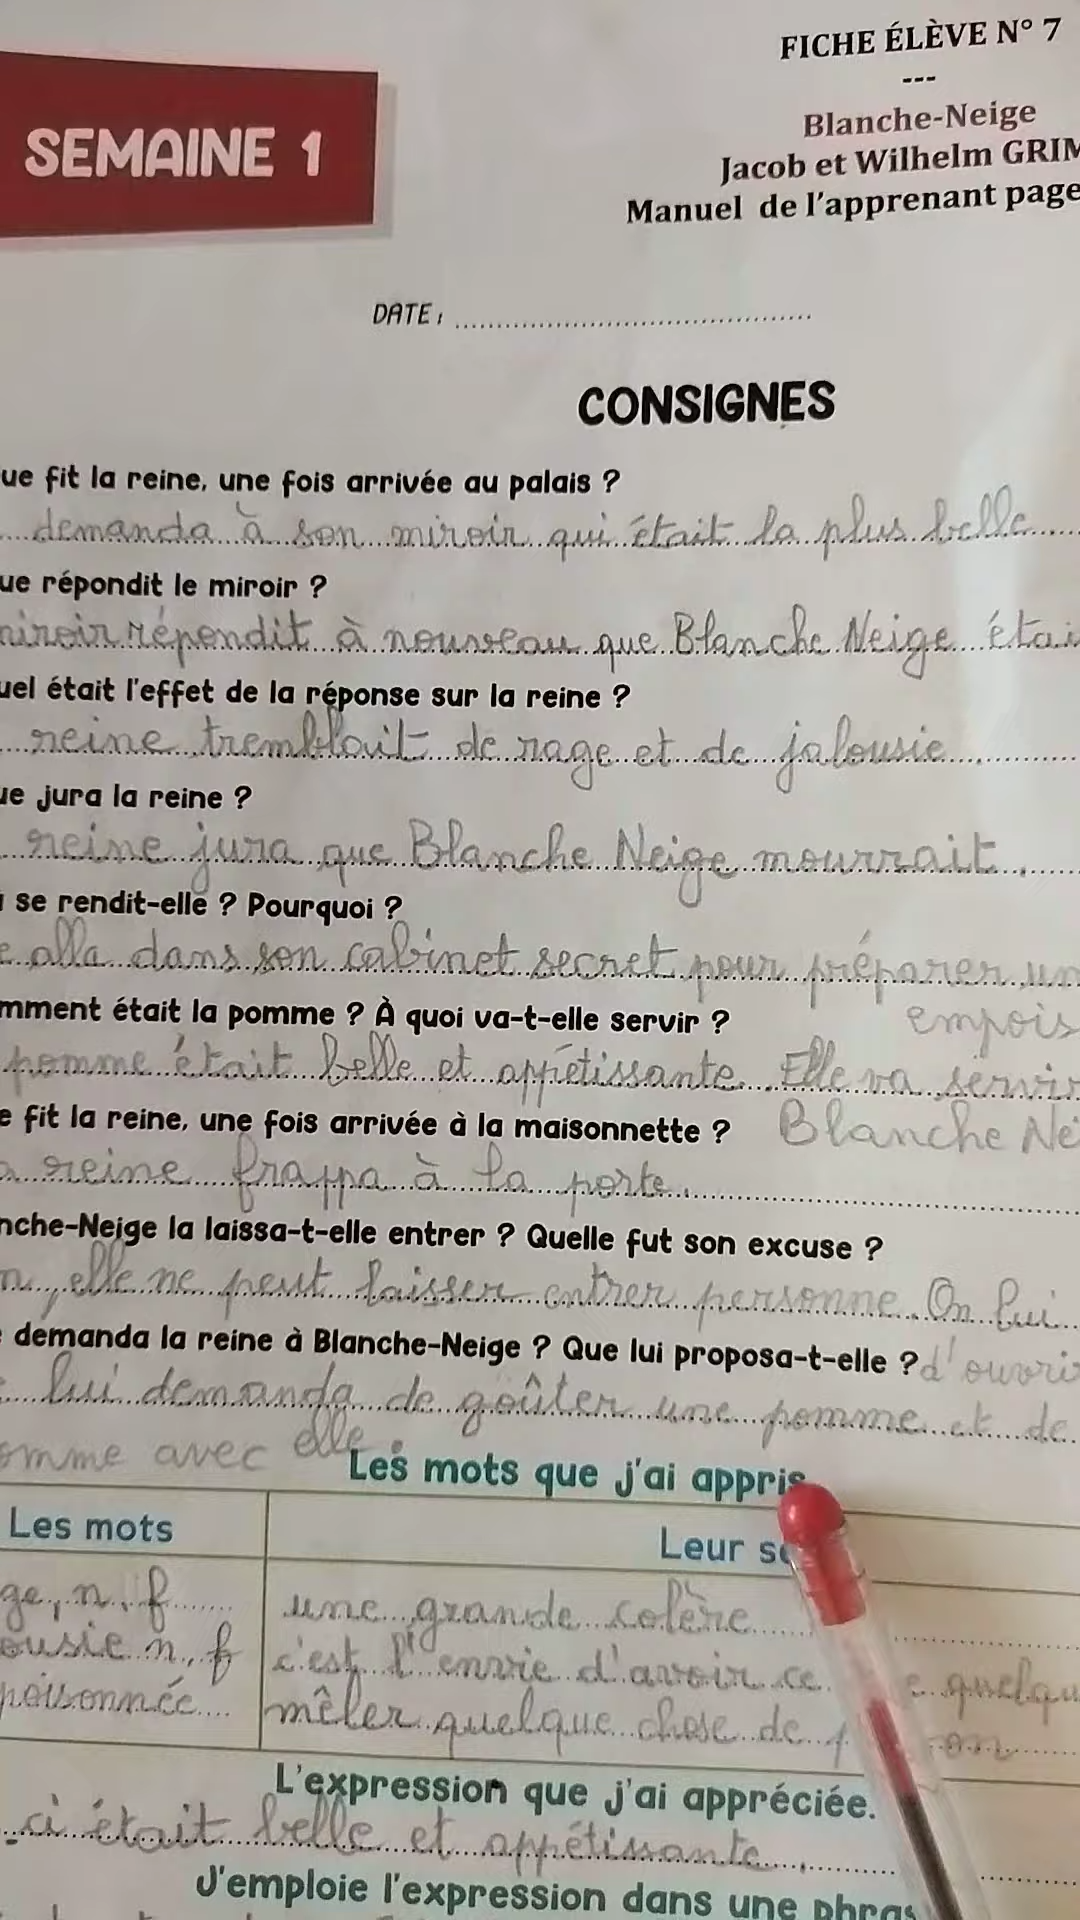 FICHE ÉLÈVE N° 7
---
SEMAINE 1
Blanche-Neige
Jacob et Wilhelm GRIM
Manuel de l'apprenant page
DATE :
CONSIGNES
ue fit la reine, une fois arrivée au palais ?
demanda à son miroir qui était la plus belle
ue répondit le miroir ?
miroir répondit à nouveau que Blanche Neige étai
uel était l'effet de la réponse sur la reine ?
reine tremblait de rage et de jalousie
ue jura la reine ?
reine jura que Blanche Neige mourrait
se rendit-elle ? Pourquoi ?
e alla dans son cabinet secret pour préparer un
mment était la pomme ? À quoi va-t-elle servir ?
empois
pomme était belle et appétissante. Elle va servir
e fit la reine, une fois arrivée à la maisonnette ?
Blanche Ne
a reine frappa à la porte.
nche-Neige la laissa-t-elle entrer ? Quelle fut son excuse ?
n, elle ne peut laisser entrer personne. On lui
demanda la reine à Blanche-Neige ? Que lui proposa-t-elle ?
d'ouvrir
lui demanda de goûter une pomme et de
omme avec elle.
Les mots que j'ai appris
Les mots
Leur s
ge, n. f
une grande colère
ousie n, f
c'est l'envie d'avoir ce e quelqu
poisonnée
mêler quelque chose de p on
L'expression que j'ai appréciée.
ci était belle et appétissante
J'emploie l'expression dans une phras